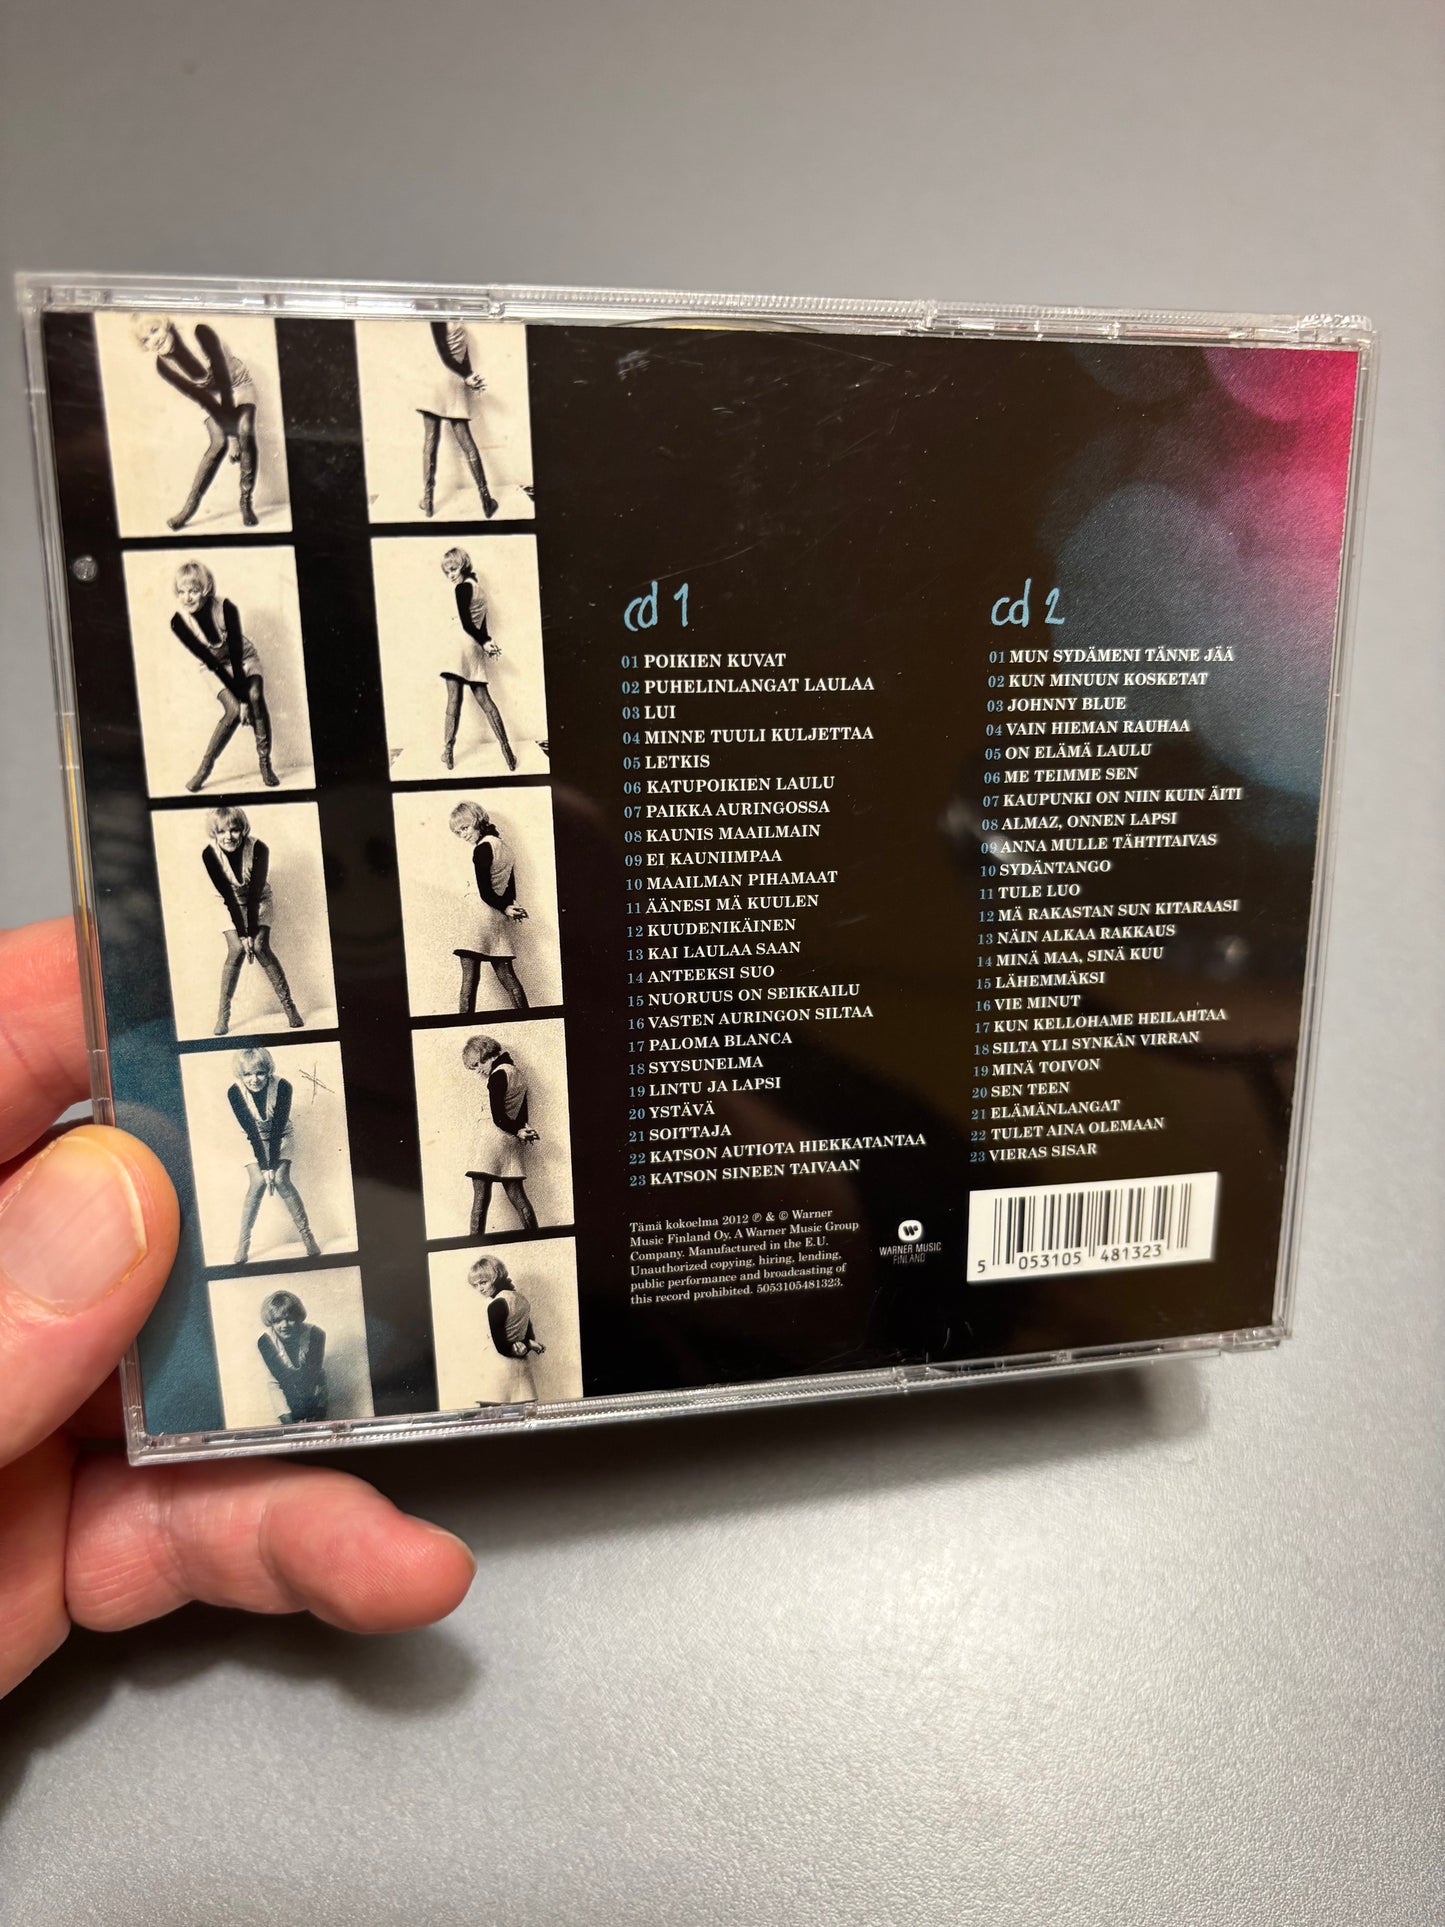 cd 1
01 POIKIEN KUVAT
02 PUHELINLANGAT LAULAA
03 LUI
04 MINNE TUULI KULJETTAA
05 LETKIS
06 KATUPOIKIEN LAULU
07 PAIKKA AURINGOSSA
08 KAUNIS MAAILMAIN
09 EI KAUNIIMPAA
10 MAAILMAN PIHAMAAT
11 ÄÄNESI MÄ KUULEN
12 KUUDENIKÄINEN
13 KAI LAULAA SAAN
14 ANTEEKSI SUO
15 NUORUUS ON SEIKKAILU
16 VASTEN AURINGON SILTAA
17 PALOMA BLANCA
18 SYYSUNELMA
19 LINTU JA LAPSI
20 YSTÄVÄ
21 SOITTAJA
22 KATSON AUTIOTA HIEKKATANTAA
23 KATSON SINEEN TAIVAAN
cd 2
01 MUN SYDÄMENI TÄNNE JÄÄ
02 KUN MINUUN KOSKETAT
03 JOHNNY BLUE
04 VAIN HIEMAN RAUHAA
05 ON ELÄMÄ LAULU
06 ME TEIMME SEN
07 KAUPUNKI ON NIIN KUIN ÄITI
08 ALMAZ, ONNEN LAPSI
09 ANNA MULLE TÄHTITAIVAS
10 SYDÄNTANGO
11 TULE LUO
12 MÄ RAKASTAN SUN KITARAASI
13 NÄIN ALKAA RAKKAUS
14 MINÄ MAA, SINÄ KUU
15 LÄHEMMÄKSI
16 VIE MINUT
17 KUN KELLOHAME HEILAHTAA
18 SILTA YLI SYNKÄN VIRRAN
19 MINÄ TOIVON
20 SEN TEEN
21 ELÄMÄNLANGAT
22 TULET AINA OLEMAAN
23 VIERAS SISAR
Tämä kokoelma 2012 ℗ & © Warner
Music Finland Oy, A Warner Music Group
Company. Manufactured in the E.U.
Unauthorized copying, hiring, lending,
public performance and broadcasting of
this record prohibited. 5053105481323.
WARNER MUSIC
FINLAND
5 053105 481323